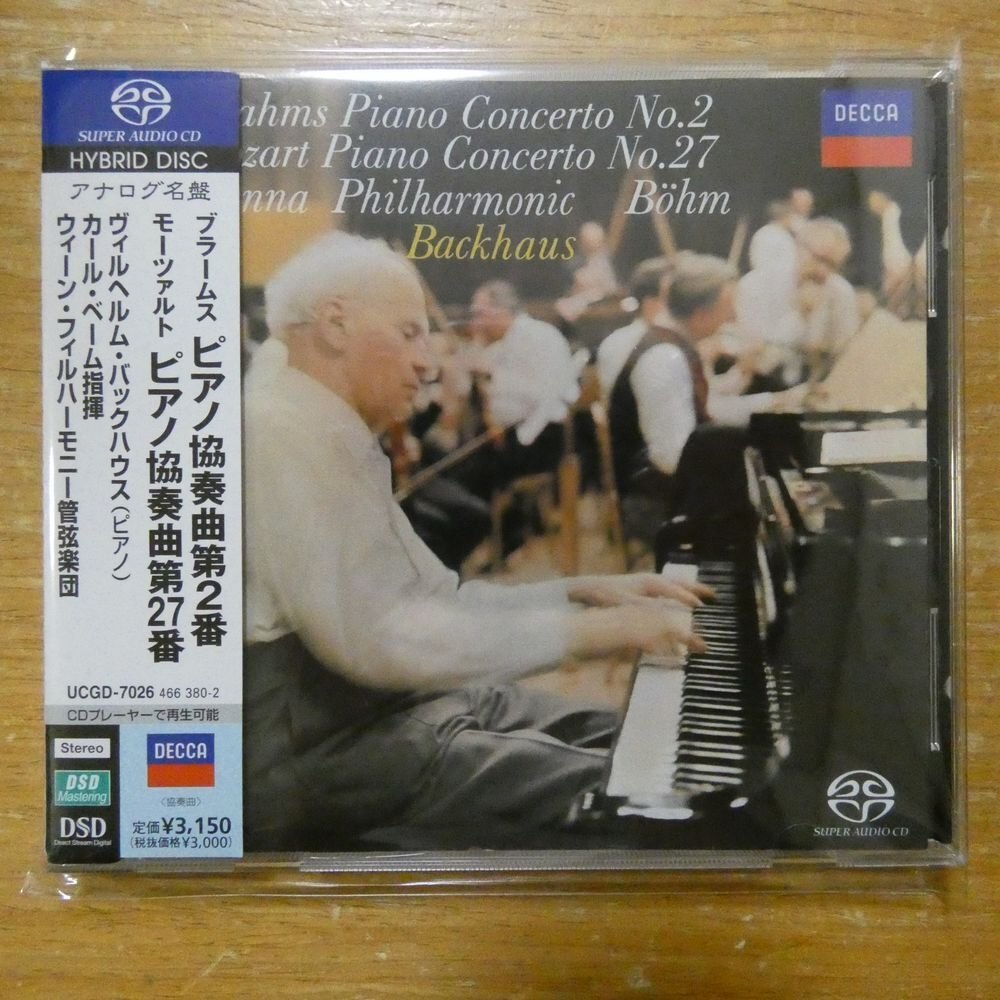 SUPER AUDIO CD
HYBRID DISC
アナログ名盤
ブラームス ピアノ協奏曲第2番
モーツァルト ピアノ協奏曲第27番
ヴィルヘルム・バックハウス(ピアノ)
カール・ベーム指揮
ウィーン・フィルハーモニー管弦楽団
UCGD-7026 466 380-2
CDプレーヤーで再生可能
Stereo
DSD
Mastering
DSD
Direct Stream Digital
DECCA
〈協奏曲〉
定価¥3,150
(税抜価格¥3,000)
ahms Piano Concerto No.2
zart Piano Concerto No.27
nna Philharmonic Böhm
Backhaus
DECCA
SUPER AUDIO CD